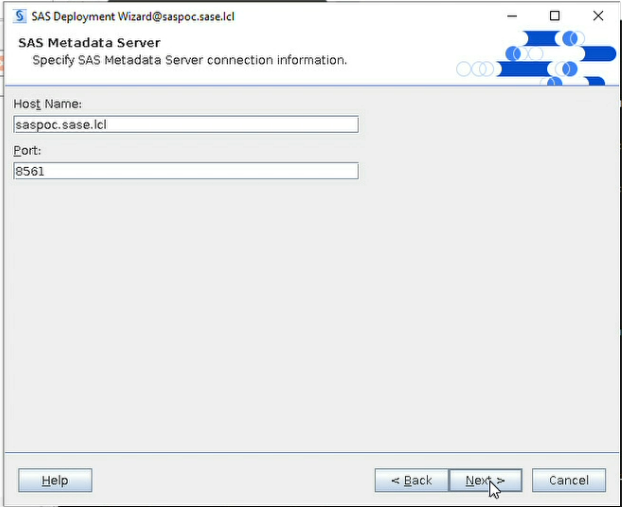 SAS Deployment Wizard@saspoc.sase.lcl
SAS Metadata Server
Specify SAS Metadata Server connection information.
Host Name:
saspoc.sase.lcl
Port:
8561
Help
< Back
Next >
Cancel